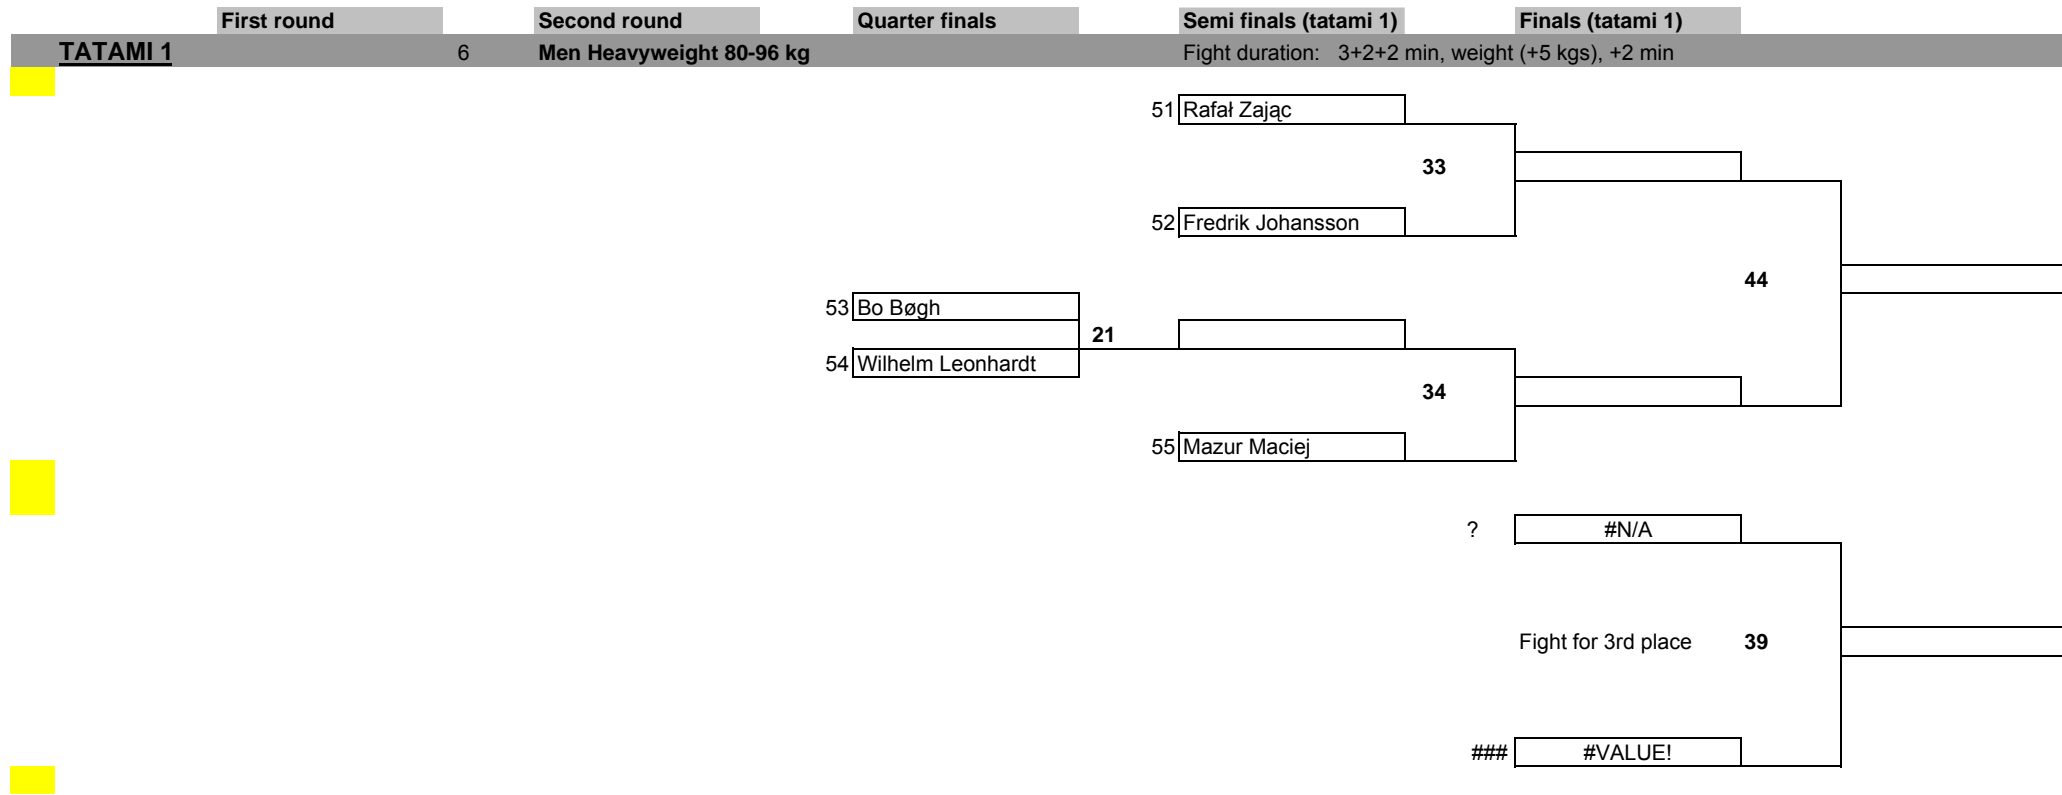 First round Second round Quarter finals Semi finals (tatami 1) Finals (tatami 1)
TATAMI 1 6 Men Heavyweight 80-96 kg Fight duration: 3+2+2 min, weight (+5 kgs), +2 min
51 Rafał Zając
33
52 Fredrik Johansson
44
53 Bo Bøgh
21
54 Wilhelm Leonhardt
34
55 Mazur Maciej
? #N/A
Fight for 3rd place 39
### #VALUE!